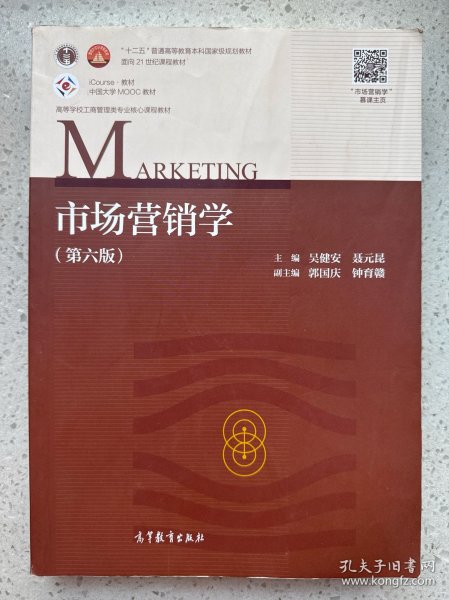 "十二五"普通高等教育本科国家级规划教材
面向21世纪课程教材
iCourse·教材
中国大学MOOC教材
高等学校工商管理类专业核心课程教材
"市场营销学"
慕课主页
MARKETING
市场营销学
(第六版)
主 编 吴健安 聂元昆
副主编 郭国庆 钟育赣
高等教育出版社
孔夫子旧书网
www.kongfz.com